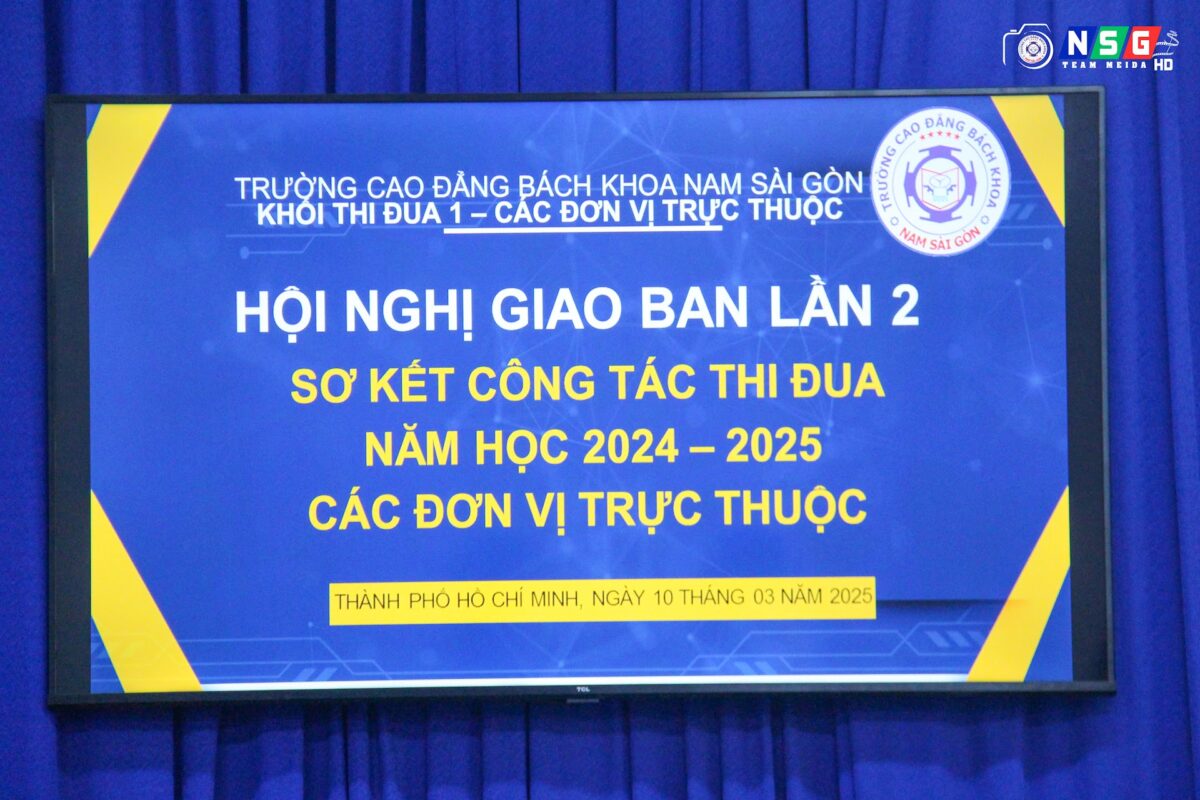 NSG
TEAM MEIDA HD
TRƯỜNG CAO ĐẲNG BÁCH KHOA NAM SÀI GÒN
KHỐI THI ĐUA 1 – CÁC ĐƠN VỊ TRỰC THUỘC
TRƯỜNG CAO ĐẲNG BÁCH KHOA
NAM SÀI GÒN
HỘI NGHỊ GIAO BAN LẦN 2
SƠ KẾT CÔNG TÁC THI ĐUA
NĂM HỌC 2024 – 2025
CÁC ĐƠN VỊ TRỰC THUỘC
THÀNH PHỐ HỒ CHÍ MINH, NGÀY 10 THÁNG 03 NĂM 2025
TCL